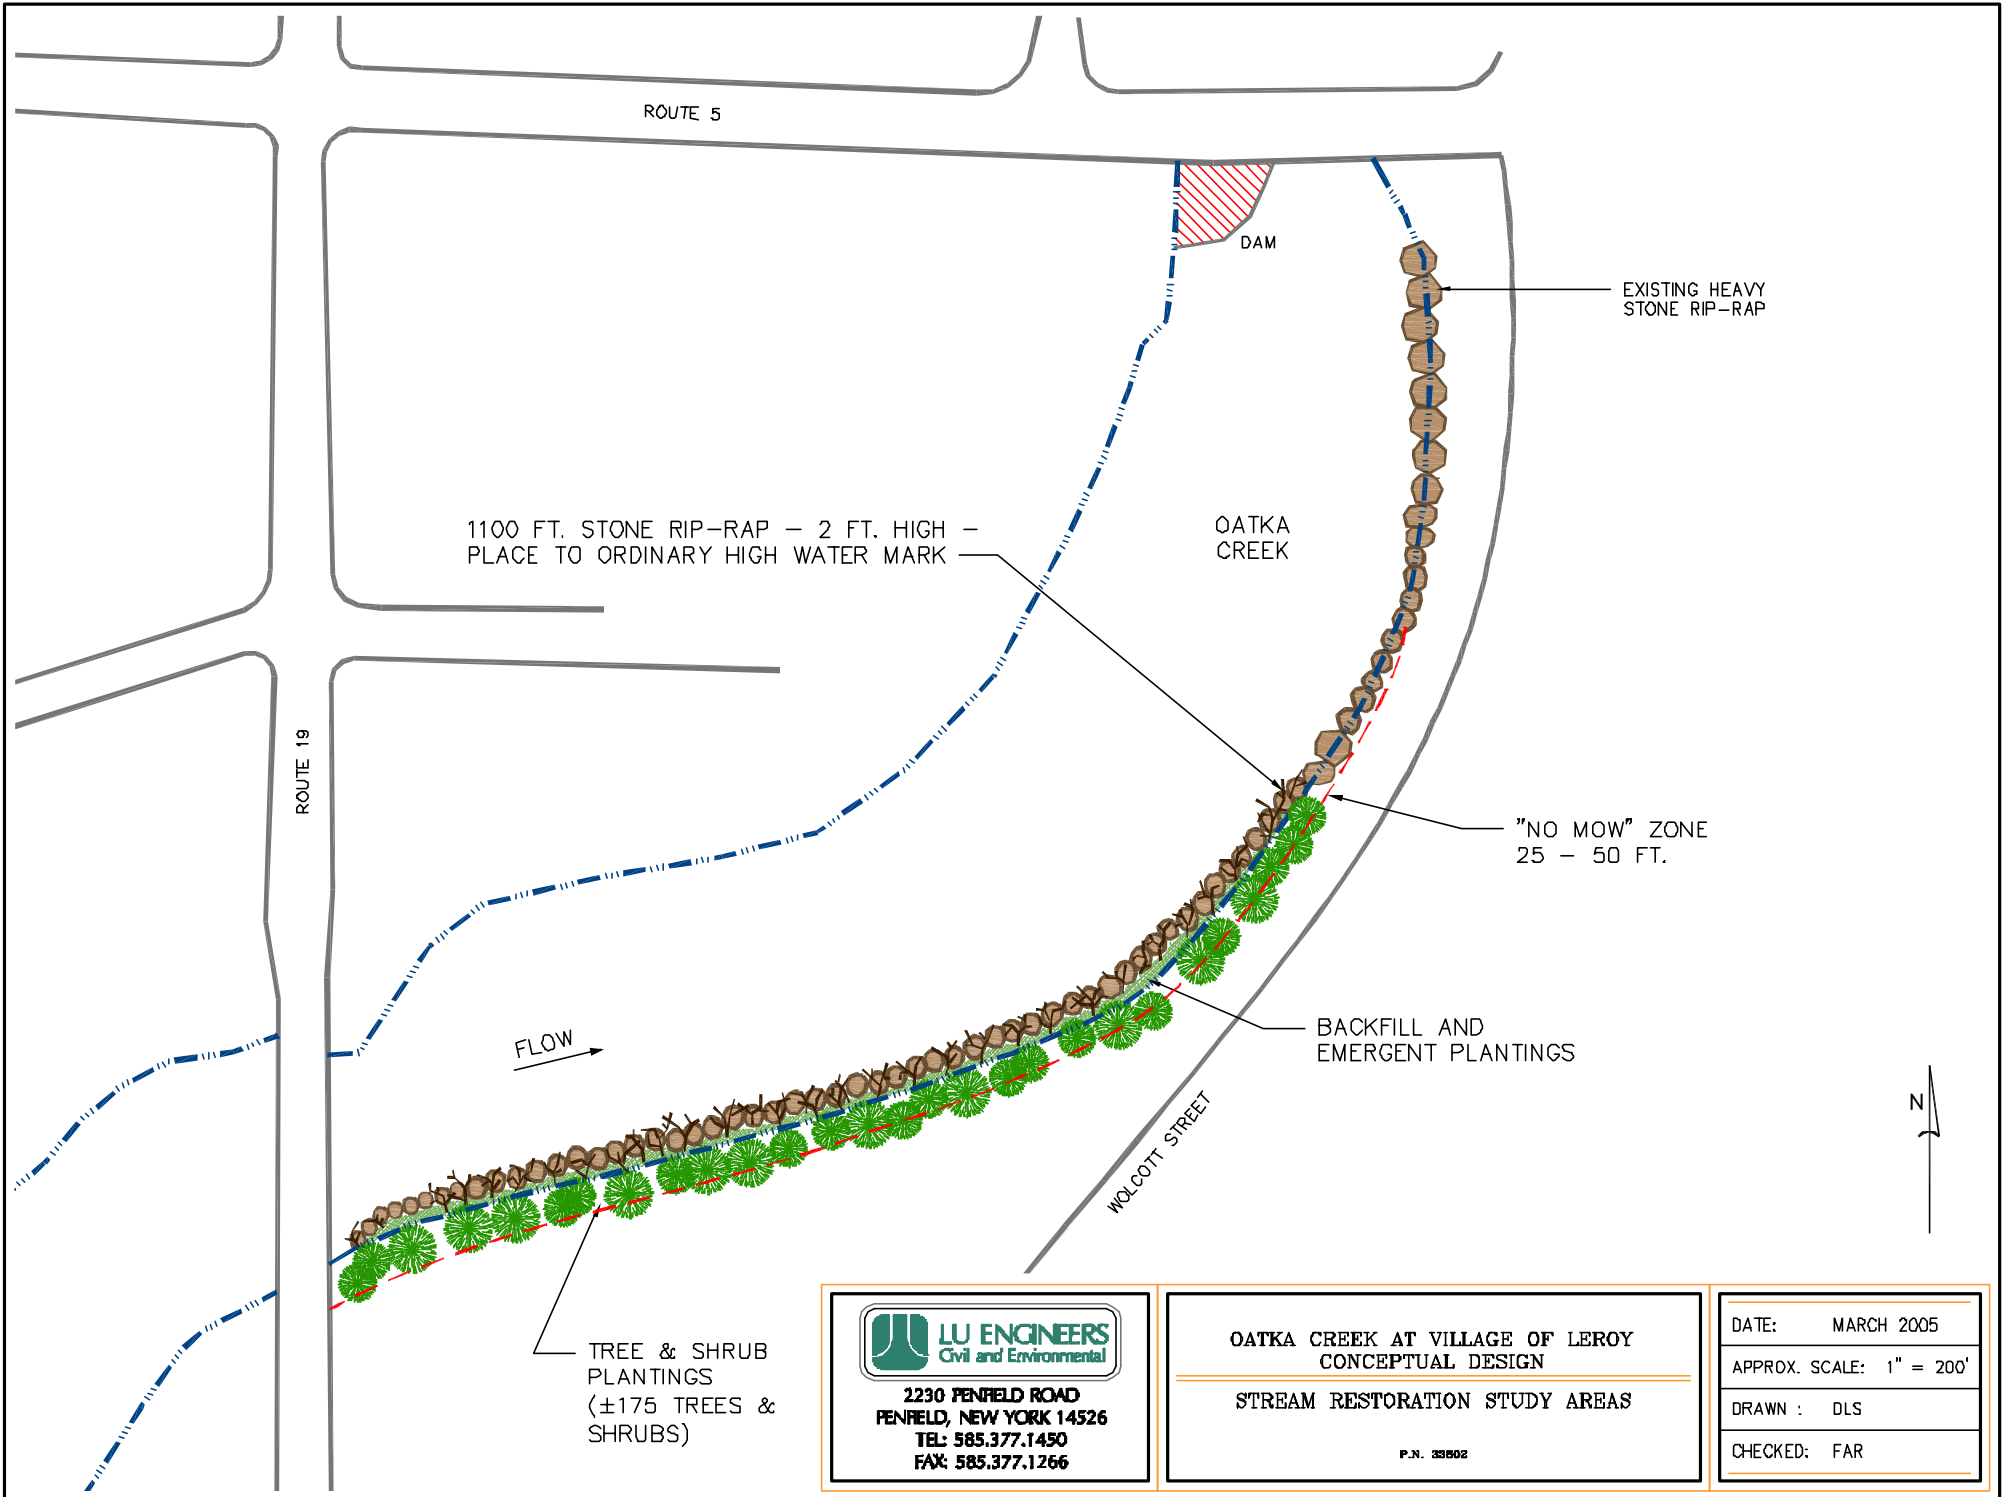 ROUTE 5
DAM
EXISTING HEAVY
STONE RIP-RAP
1100 FT. STONE RIP-RAP - 2 FT. HIGH -
PLACE TO ORDINARY HIGH WATER MARK
OATKA
CREEK
ROUTE 19
"NO MOW" ZONE
25 - 50 FT.
FLOW
BACKFILL AND
EMERGENT PLANTINGS
WOLCOTT STREET
N
TREE & SHRUB
PLANTINGS
(±175 TREES &
SHRUBS)
LU ENGINEERS
Civil and Environmental
2230 PENFIELD ROAD
PENFIELD, NEW YORK 14526
TEL: 585.377.1450
FAX: 585.377.1266
OATKA CREEK AT VILLAGE OF LEROY
CONCEPTUAL DESIGN
STREAM RESTORATION STUDY AREAS
P.N. 33802
DATE: MARCH 2005
APPROX. SCALE: 1" = 200'
DRAWN : DLS
CHECKED: FAR